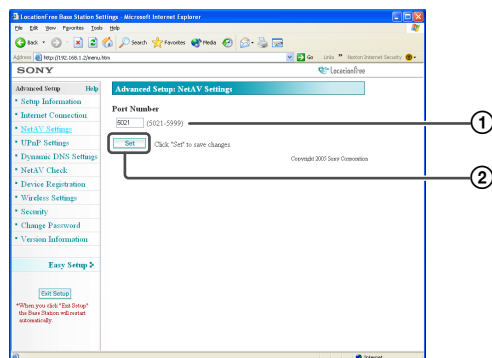 LocationFree Base Station Settings - Microsoft Internet Explorer
File Edit View Favorites Tools Help
Back Search Favorites Media
Address http://192.168.1.2/menu.htm Go Links » Norton Internet Security
SONY LocationFree
Advanced Setup Help
Advanced Setup: NetAV Settings
• Setup Information
• Internet Connection
• NetAV Settings
• UPnP Settings
• Dynamic DNS Settings
• NetAV Check
• Device Registration
• Wireless Settings
• Security
• Change Password
• Version Information
Easy Setup
Exit Setup
*When you click "Exit Setup"
the Base Station will restart
automatically.
Port Number
5021 (5021-5999)
Set Click "Set" to save changes
Copyright 2005 Sony Corporation
1
2
Internet